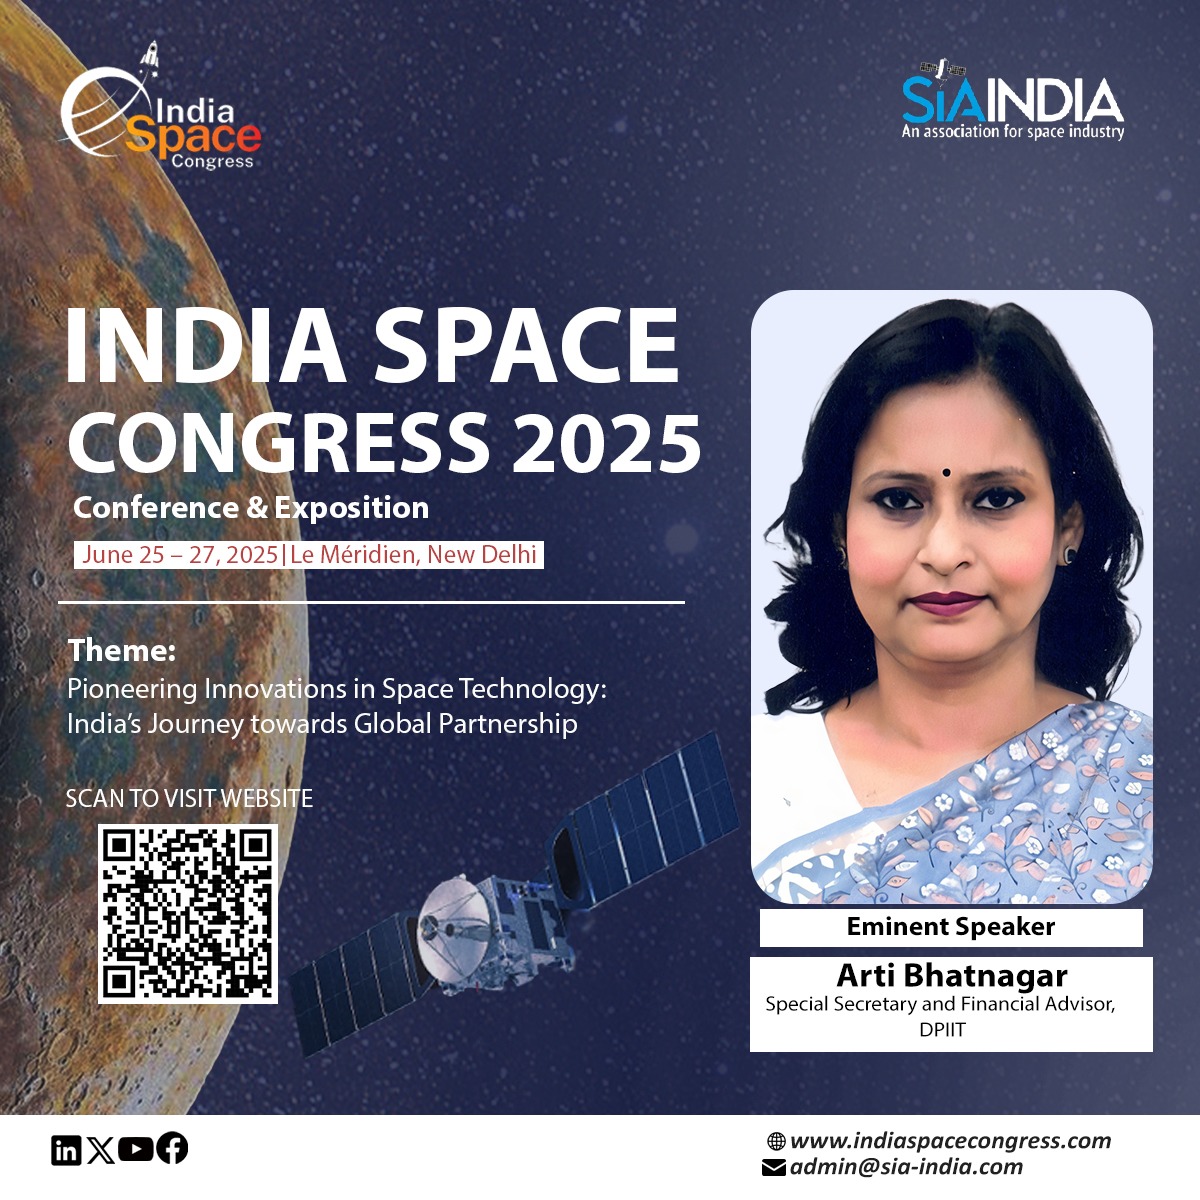 India
Space
Congress
SiAINDIA
An association for space industry
INDIA SPACE
CONGRESS 2025
Conference & Exposition
June 25 – 27, 2025|Le Méridien, New Delhi
Theme:
Pioneering Innovations in Space Technology:
India's Journey towards Global Partnership
SCAN TO VISIT WEBSITE
Eminent Speaker
Arti Bhatnagar
Special Secretary and Financial Advisor,
DPIIT
www.indiaspacecongress.com
admin@sia-india.com